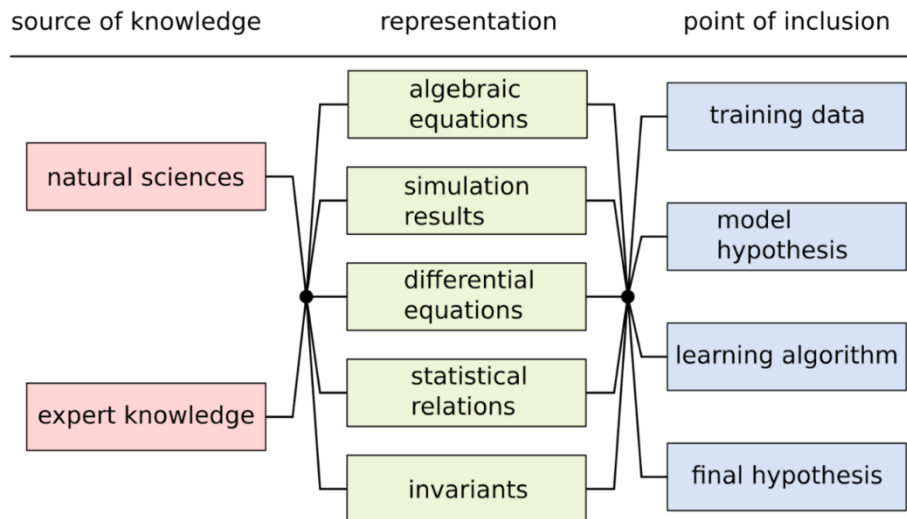 source of knowledge
representation
point of inclusion
natural sciences
expert knowledge
algebraic
equations
simulation
results
differential
equations
statistical
relations
invariants
training data
model
hypothesis
learning algorithm
final hypothesis